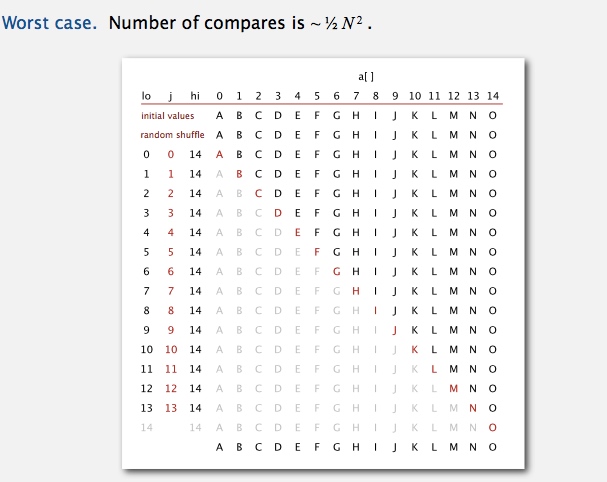 Worst case. Number of compares is ~ ½ N² .
a[ ]
lo j hi 0 1 2 3 4 5 6 7 8 9 10 11 12 13 14
initial values A B C D E F G H I J K L M N O
random shuffle A B C D E F G H I J K L M N O
0 0 14 A B C D E F G H I J K L M N O
1 1 14 A B C D E F G H I J K L M N O
2 2 14 A B C D E F G H I J K L M N O
3 3 14 A B C D E F G H I J K L M N O
4 4 14 A B C D E F G H I J K L M N O
5 5 14 A B C D E F G H I J K L M N O
6 6 14 A B C D E F G H I J K L M N O
7 7 14 A B C D E F G H I J K L M N O
8 8 14 A B C D E F G H I J K L M N O
9 9 14 A B C D E F G H I J K L M N O
10 10 14 A B C D E F G H I J K L M N O
11 11 14 A B C D E F G H I J K L M N O
12 12 14 A B C D E F G H I J K L M N O
13 13 14 A B C D E F G H I J K L M N O
14 14 A B C D E F G H I J K L M N O
A B C D E F G H I J K L M N O